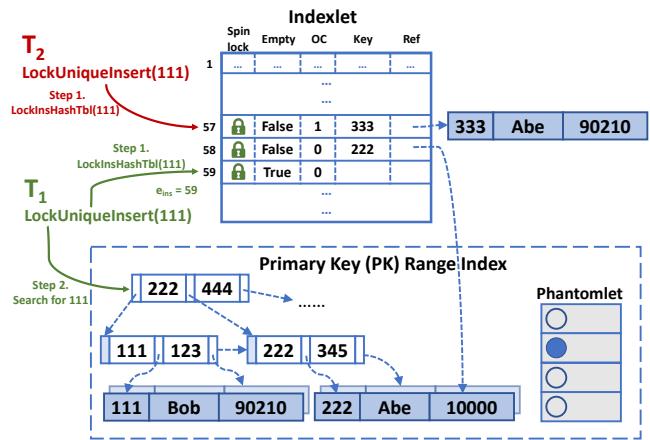 Indexlet
Spin lock Empty OC Key Ref
1 ... ... ... ... ...
...
...
57 False 1 333
58 False 0 222
59 True 0
...
...
T2
LockUniqueInsert(111)
Step 1.
LockInsHashTbl(111)
Step 1.
LockInsHashTbl(111)
eins = 59
T1
LockUniqueInsert(111)
Step 2.
Search for 111
333 Abe 90210
Primary Key (PK) Range Index
222 444
......
111 123
222 345
111 Bob 90210
222 Abe 10000
Phantomlet